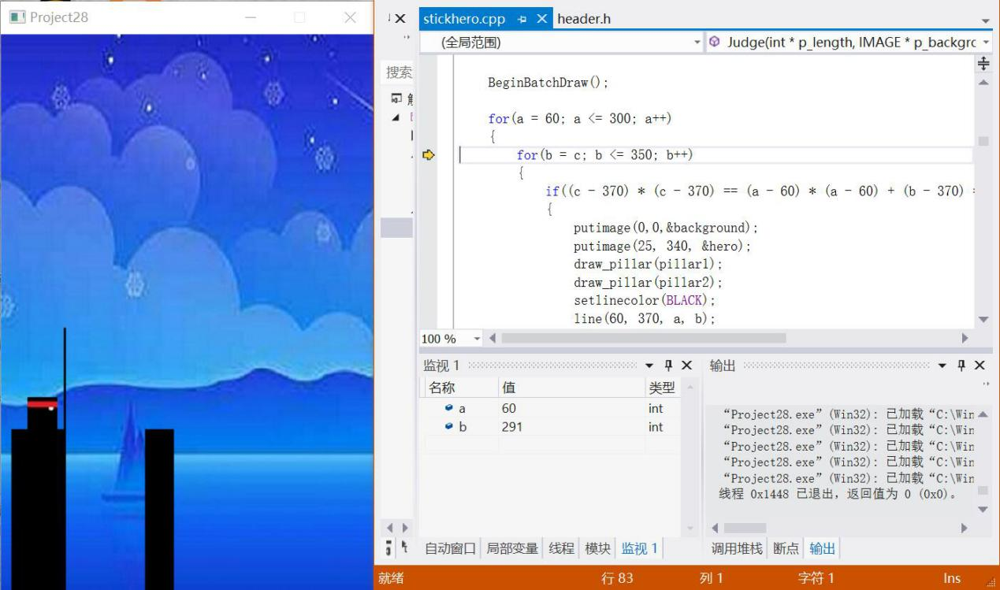 Project28
stickhero.cpp
header.h
(全局范围)
Judge(int * p_length, IMAGE * p_backgrc
搜索
BeginBatchDraw();
for(a = 60; a <= 300; a++)
{
for(b = c; b <= 350; b++)
{
if((c - 370) * (c - 370) == (a - 60) * (a - 60) + (b - 370)
{
putimage(0,0,&background);
putimage(25, 340, &hero);
draw_pillar(pillar1);
draw_pillar(pillar2);
setlinecolor(BLACK);
line(60, 370, a, b);
100 %
监视 1
名称 值 类型
a 60 int
b 291 int
输出
“Project28.exe”(Win32): 已加载“C:\Win
“Project28.exe”(Win32): 已加载“C:\Win
“Project28.exe”(Win32): 已加载“C:\Win
“Project28.exe”(Win32): 已加载“C:\Win
“Project28.exe”(Win32): 已加载“C:\Win
线程 0x1448 已退出，返回值为 0 (0x0)。
自动窗口 局部变量 线程 模块 监视 1
调用堆栈 断点 输出
就绪 行 83 列 1 字符 1 Ins